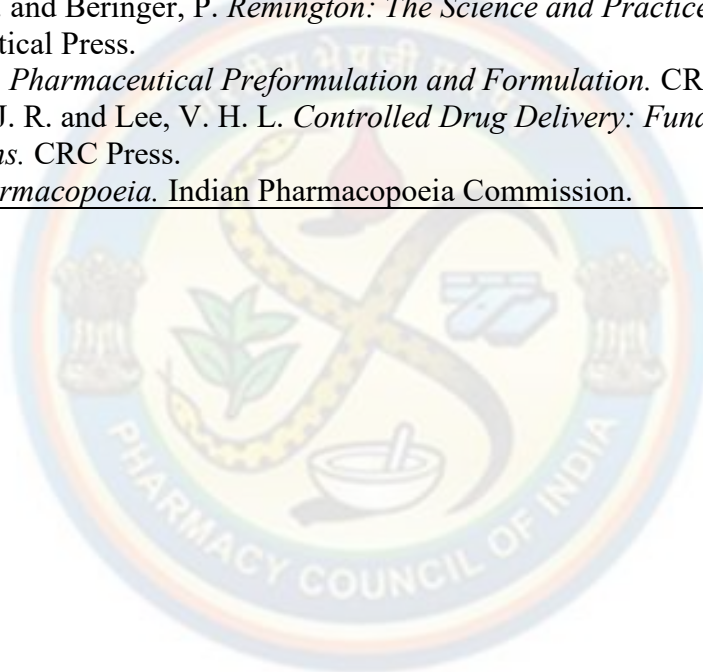 . and Beringer, P. Remington: The Science and Practice
tical Press.
. Pharmaceutical Preformulation and Formulation. CR
J. R. and Lee, V. H. L. Controlled Drug Delivery:
ns. CRC Press.
rmacopoeia. Indian Pharmacopoeia Commission.
भेषजी
PHARMACY COUNCIL OF INDIA